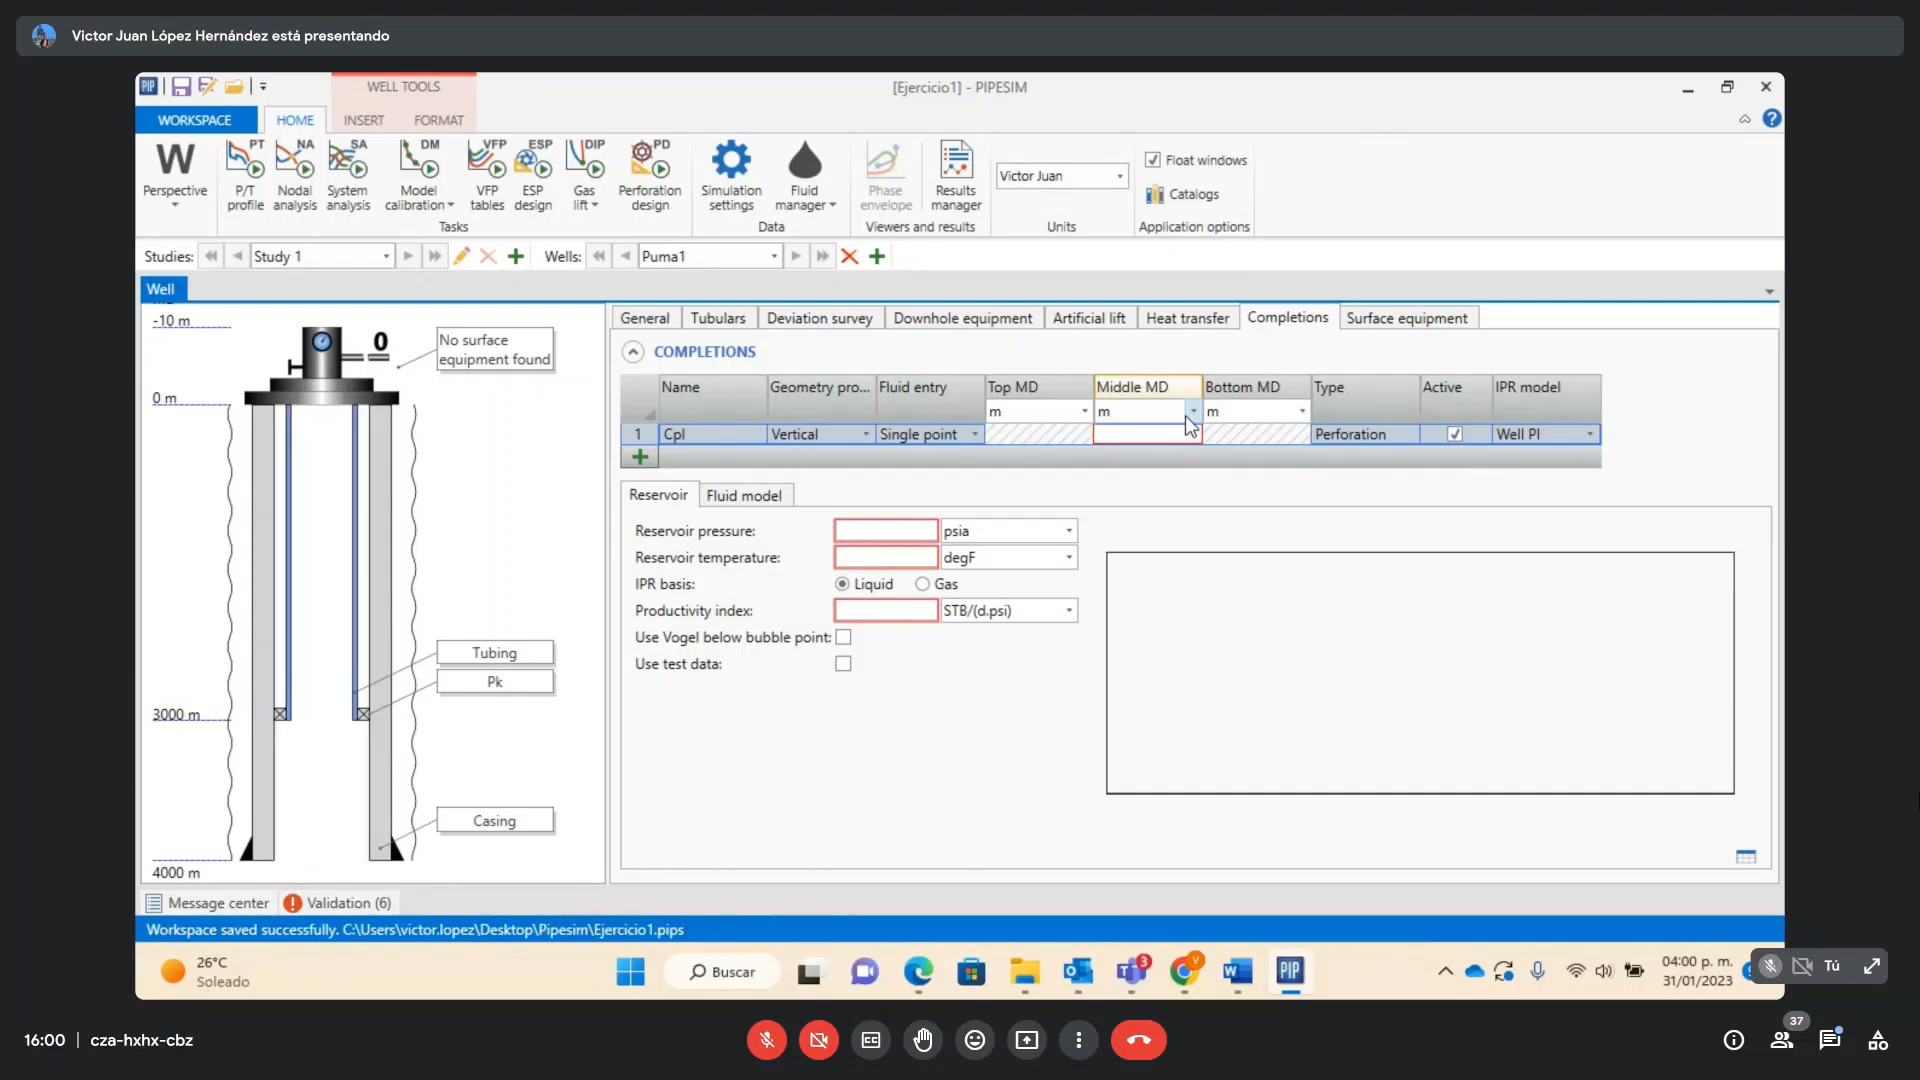 Victor Juan López Hernández está presentando
PIP
WELL TOOLS
[Ejercicio1] - PIPESIM
WORKSPACE
HOME
INSERT
FORMAT
W
Perspective
PT
P/T profile
NA
Nodal analysis
SA
System analysis
DM
Model calibration
VFP
VFP tables
ESP
ESP design
DIP
Gas lift
PD
Perforation design
Simulation settings
Fluid manager
Phase envelope
Results manager
Victor Juan
Float windows
Catalogs
Tasks
Data
Viewers and results
Units
Application options
Studies:
Study 1
Wells:
Puma1
Well
-10 m
0
No surface
equipment found
0 m
3000 m
Tubing
Pk
Casing
4000 m
General
Tubulars
Deviation survey
Downhole equipment
Artificial lift
Heat transfer
Completions
Surface equipment
COMPLETIONS
Name
Geometry pro...
Fluid entry
Top MD
Middle MD
Bottom MD
Type
Active
IPR model
m
m
m
1
Cpl
Vertical
Single point
Perforation
Well PI
Reservoir
Fluid model
Reservoir pressure:
psia
Reservoir temperature:
degF
IPR basis:
Liquid
Gas
Productivity index:
STB/(d.psi)
Use Vogel below bubble point:
Use test data:
Message center
Validation (6)
Workspace saved successfully. C:\Users\victor.lopez\Desktop\Pipesim\Ejercicio1.pips
26°C
Soleado
Buscar
3
V
W
PIP
04:00 p. m.
31/01/2023
Tú
16:00
cza-hxhx-cbz
37